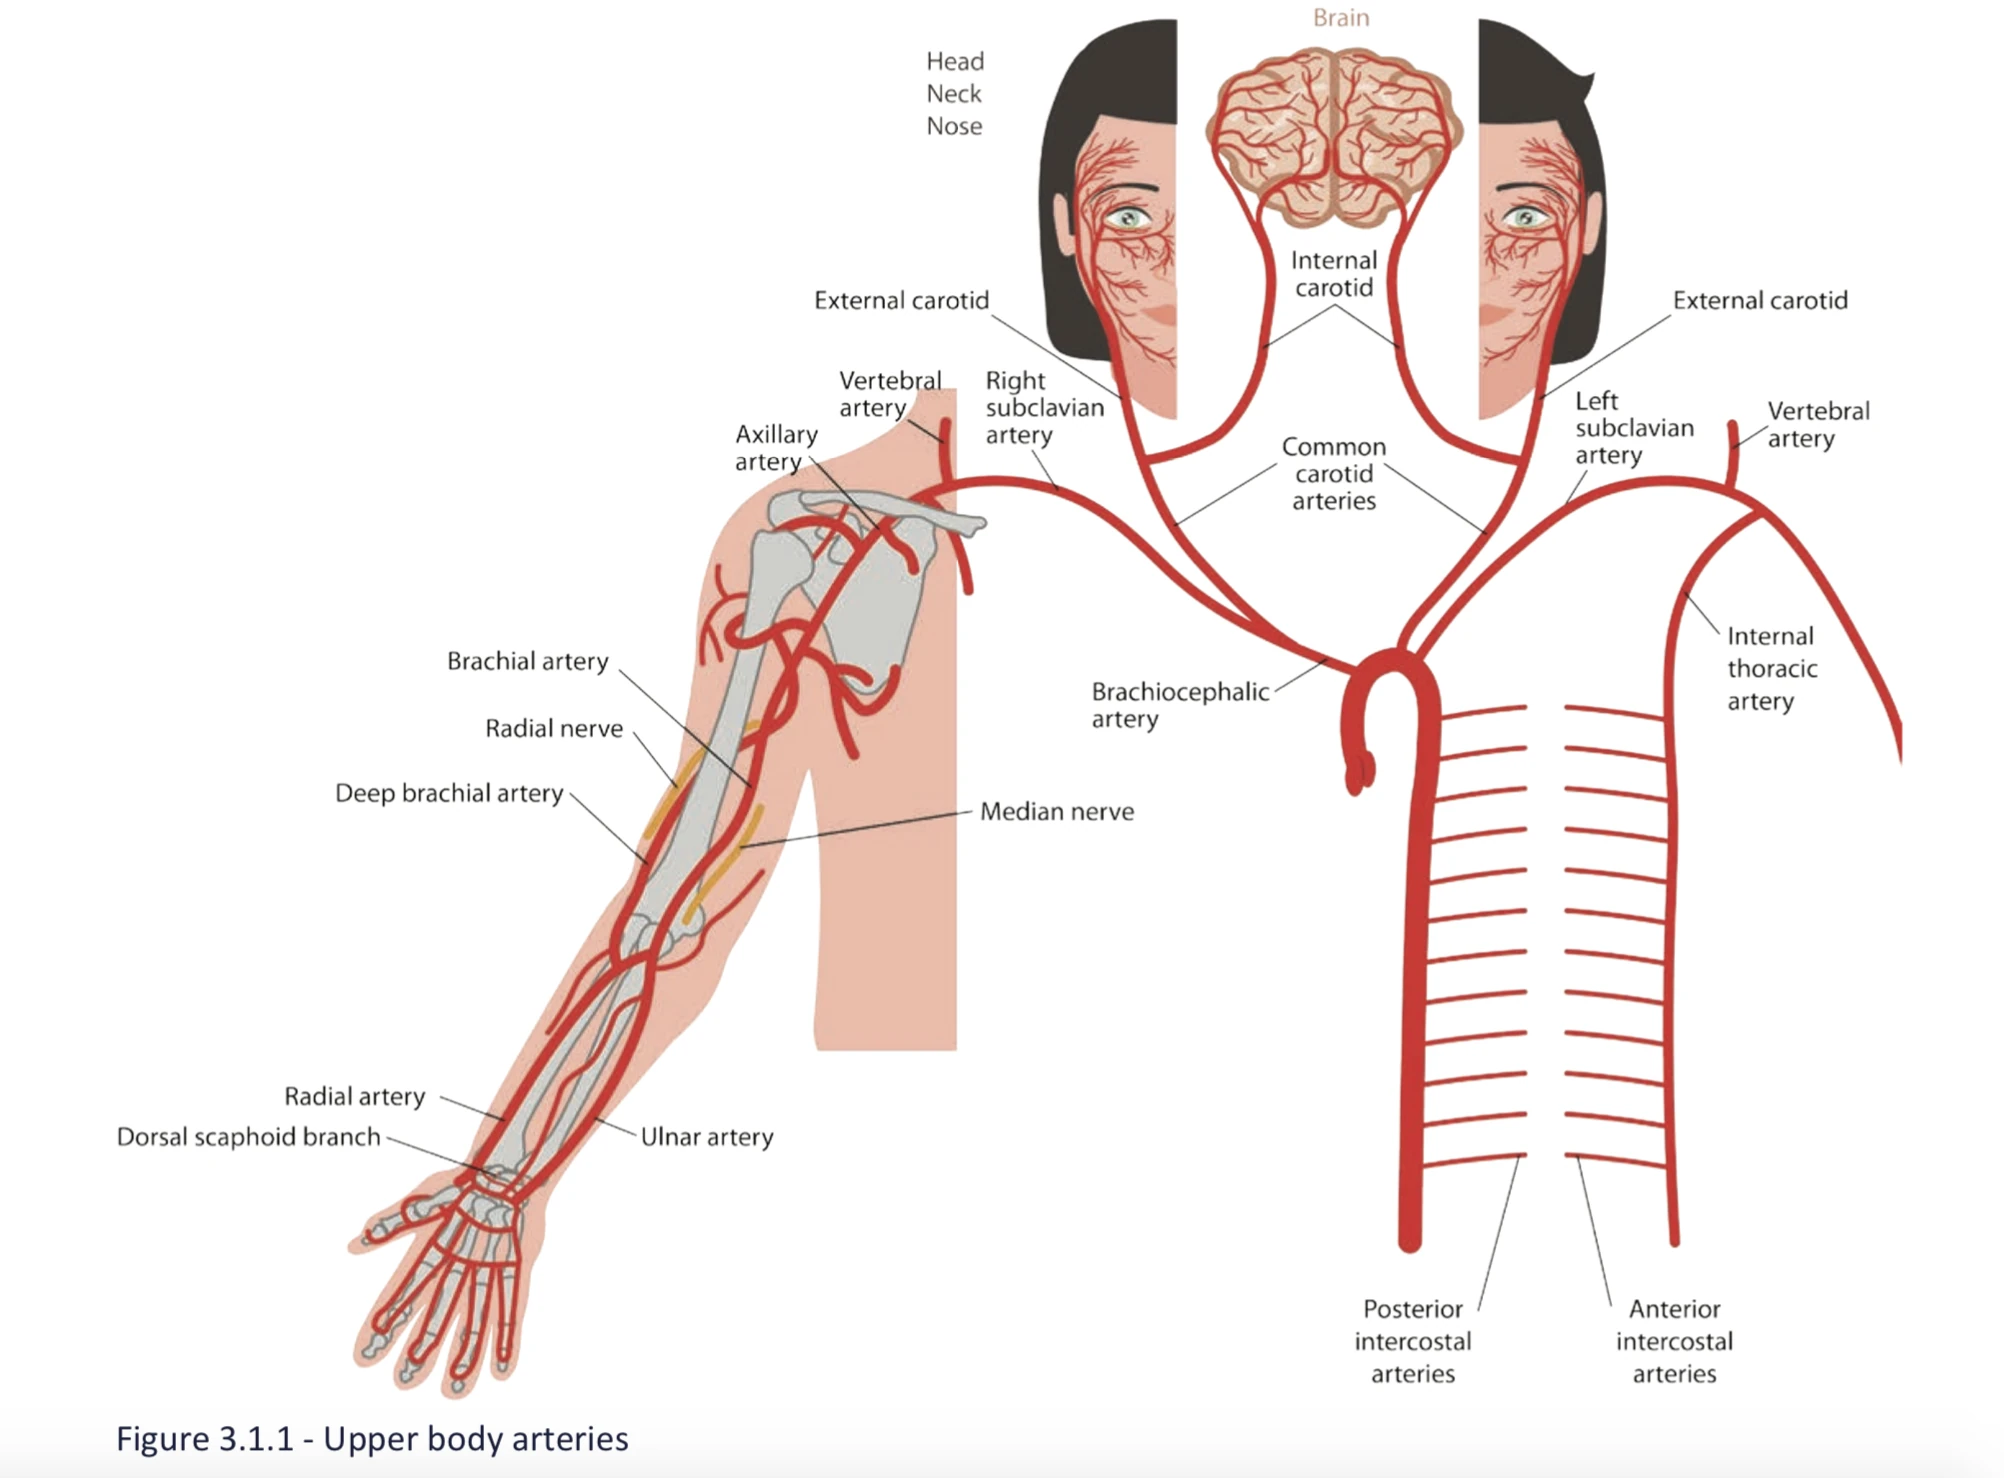 Brain
Head
Neck
Nose
Internal
carotid
External carotid
External carotid
Vertebral
artery
Right
subclavian
artery
Left
subclavian
artery
Vertebral
artery
Axillary
artery
Common
carotid
arteries
Internal
thoracic
artery
Brachial artery
Brachiocephalic
artery
Radial nerve
Deep brachial artery
Median nerve
Radial artery
Dorsal scaphoid branch
Ulnar artery
Posterior
intercostal
arteries
Anterior
intercostal
arteries
Figure 3.1.1 - Upper body arteries